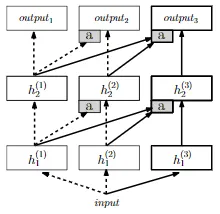 output₁ output₂ output₃
a a
h₂⁽¹⁾ h₂⁽²⁾ h₂⁽³⁾
a a
h₁⁽¹⁾ h₁⁽²⁾ h₁⁽³⁾
input